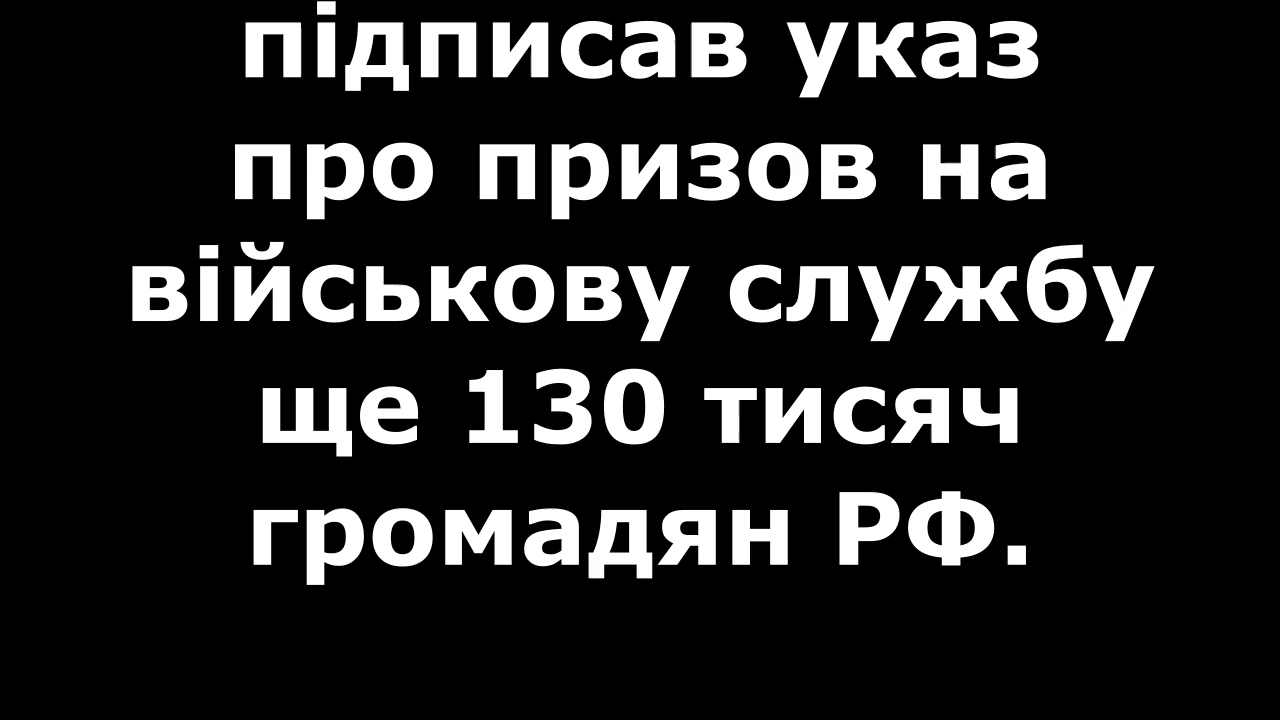 підписав указ
про призов на
військову службу
ще 130 тисяч
громадян РФ.